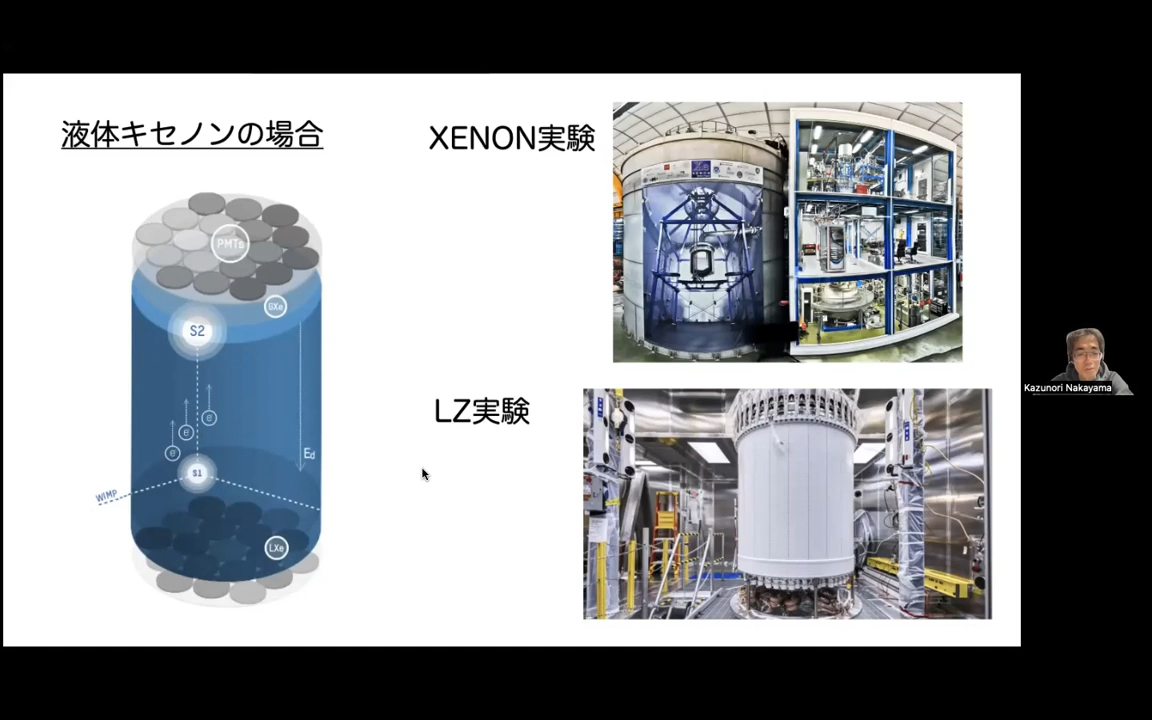 液体キセノンの場合
XENON実験
PMTs
GXe
S2
e⁻
e⁻
e⁻
Ed
S1
WIMP
LXe
XENON
LZ実験
Kazunori Nakayama